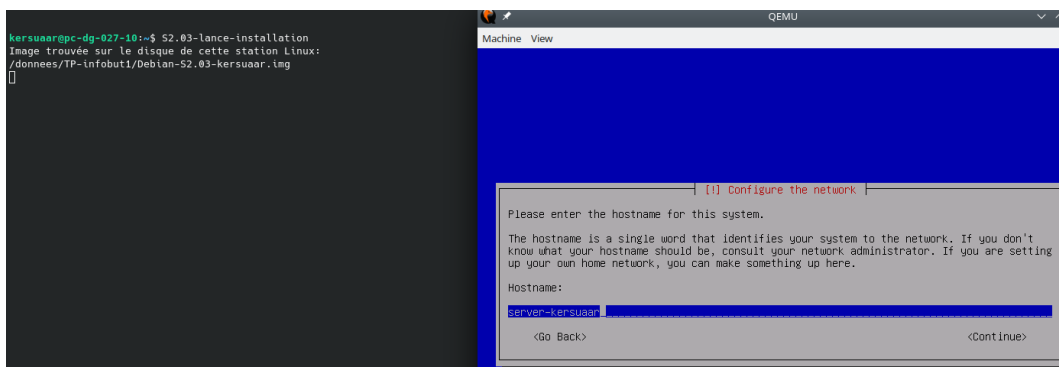 kersuaar@pc-dg-027-10:~$ S2.03-lance-installation
Image trouvée sur le disque de cette station Linux:
/donnees/TP-infobut1/Debian-S2.03-kersuaar.img
QEMU
Machine View
[!] Configure the network
Please enter the hostname for this system.
The hostname is a single word that identifies your system to the network. If you don't
know what your hostname should be, consult your network administrator. If you are setting
up your own home network, you can make something up here.
Hostname:
server-kersuaar
<Go Back> <Continue>